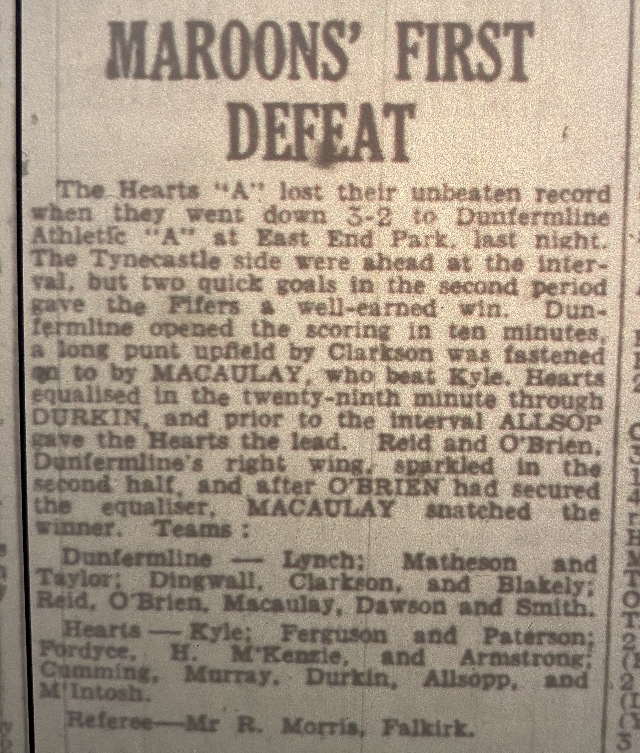 MAROONS' FIRST
DEFEAT
The Hearts "A" lost their unbeaten record
when they went down 3-2 to Dunfermline
Athletic "A" at East End Park, last night.
The Tynecastle side were ahead at the inter-
val, but two quick goals in the second period
gave the Fifers a well-earned win. Dun-
fermline opened the scoring in ten minutes,
a long punt upfield by Clarkson was fastened
on to by MACAULAY, who beat Kyle. Hearts
equalised in the twenty-ninth minute through
DURKIN, and prior to the interval ALLSOP
gave the Hearts the lead. Reid and O'Brien,
Dunfermline's right wing, sparkled in the
second half, and after O'BRIEN had secured
the equaliser, MACAULAY snatched the
winner. Teams :
Dunfermline — Lynch; Matheson and
Taylor; Dingwall, Clarkson, and Blakely;
Reid, O'Brien, Macaulay, Dawson and Smith.
Hearts — Kyle; Ferguson and Paterson;
Fordyce, H. M'Kenzie, and Armstrong;
Cumming, Murray, Durkin, Allsopp, and
M'Intosh.
Referee—Mr R. Morris, Falkirk.